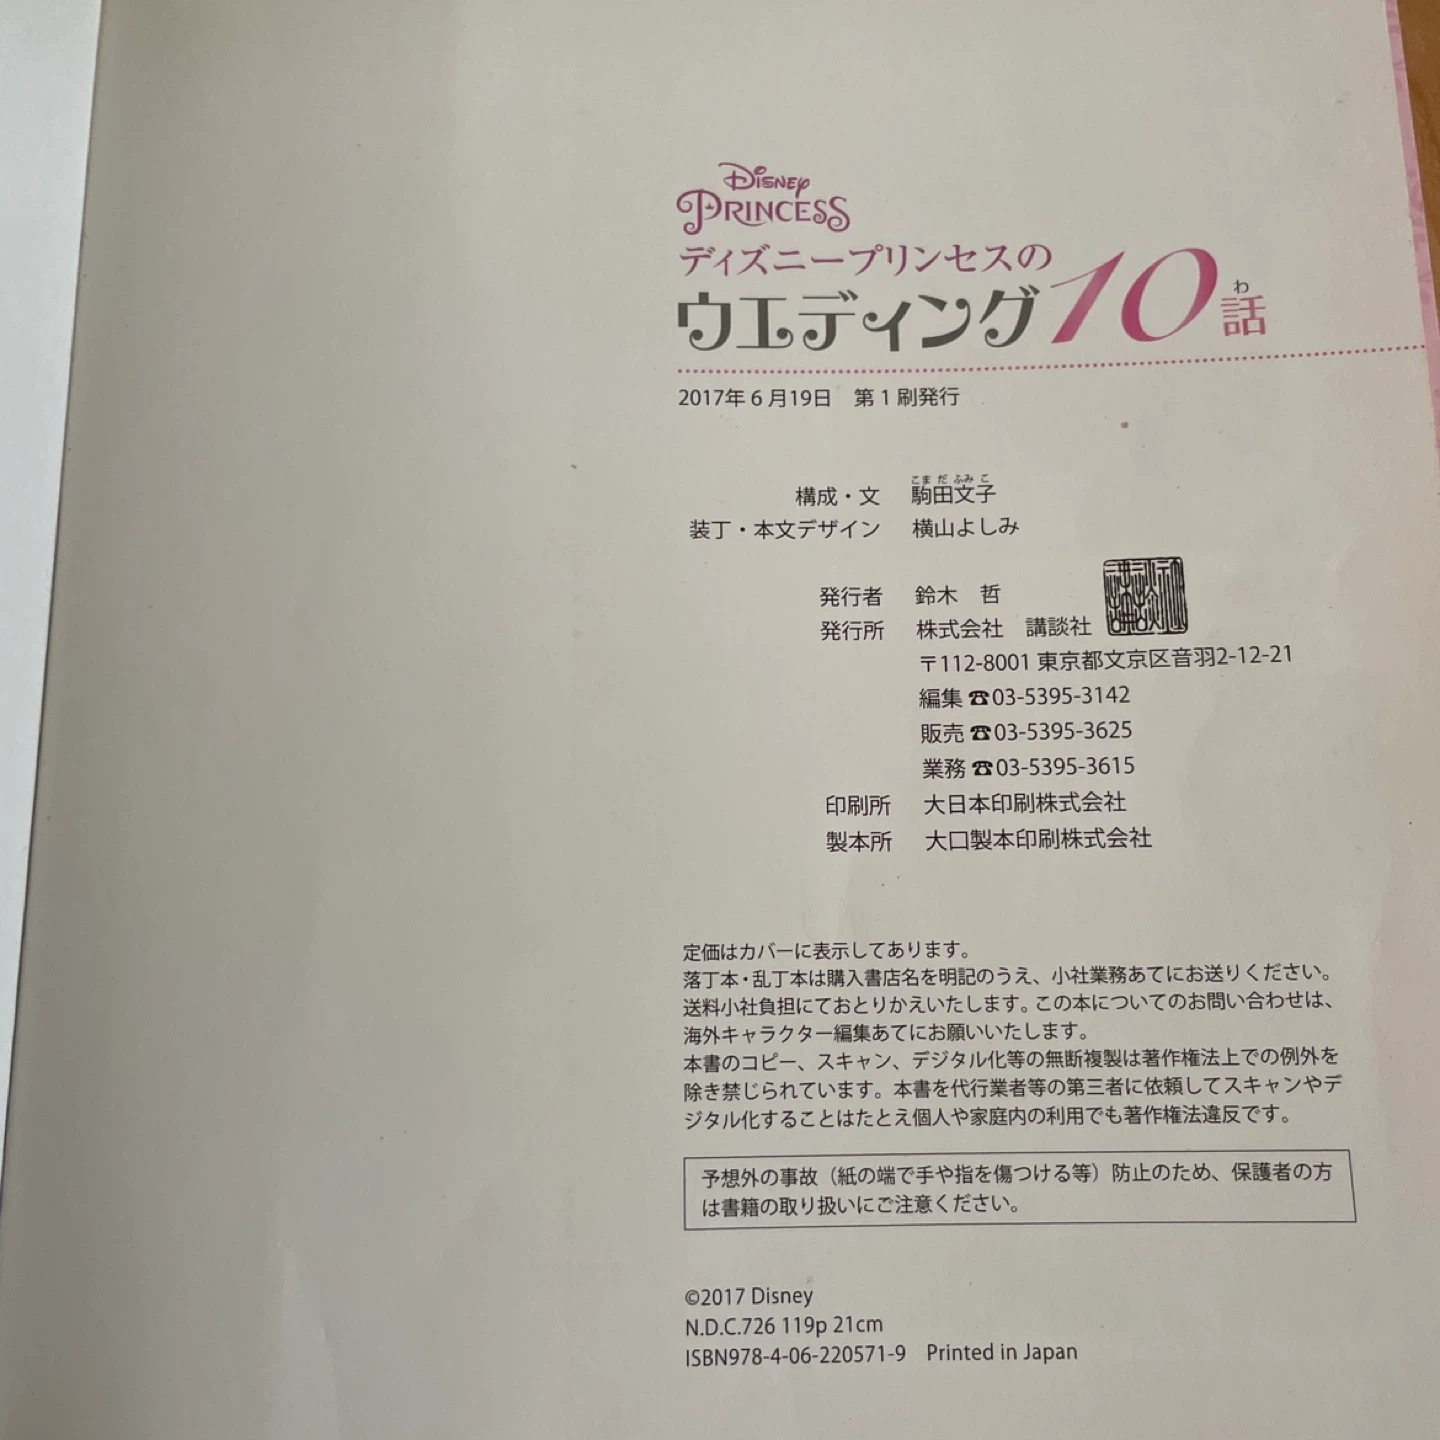 Disney
PRINCESS
ディズニープリンセスの
ウエディング10話
わ
2017年6月19日　第1刷発行
こまだふみこ
構成・文　駒田文子
装丁・本文デザイン　横山よしみ
発行者　鈴木　哲
発行所　株式会社　講談社
〒112-8001 東京都文京区音羽2-12-21
編集 ☎03-5395-3142
販売 ☎03-5395-3625
業務 ☎03-5395-3615
印刷所　大日本印刷株式会社
製本所　大口製本印刷株式会社
定価はカバーに表示してあります。
落丁本・乱丁本は購入書店名を明記のうえ、小社業務あてにお送りください。
送料小社負担にておとりかえいたします。この本についてのお問い合わせは、
海外キャラクター編集あてにお願いいたします。
本書のコピー、スキャン、デジタル化等の無断複製は著作権法上での例外を
除き禁じられています。本書を代行業者等の第三者に依頼してスキャンやデ
ジタル化することはたとえ個人や家庭内の利用でも著作権法違反です。
予想外の事故（紙の端で手や指を傷つける等）防止のため、保護者の方
は書籍の取り扱いにご注意ください。
©2017 Disney
N.D.C.726 119p 21cm
ISBN978-4-06-220571-9　Printed in Japan